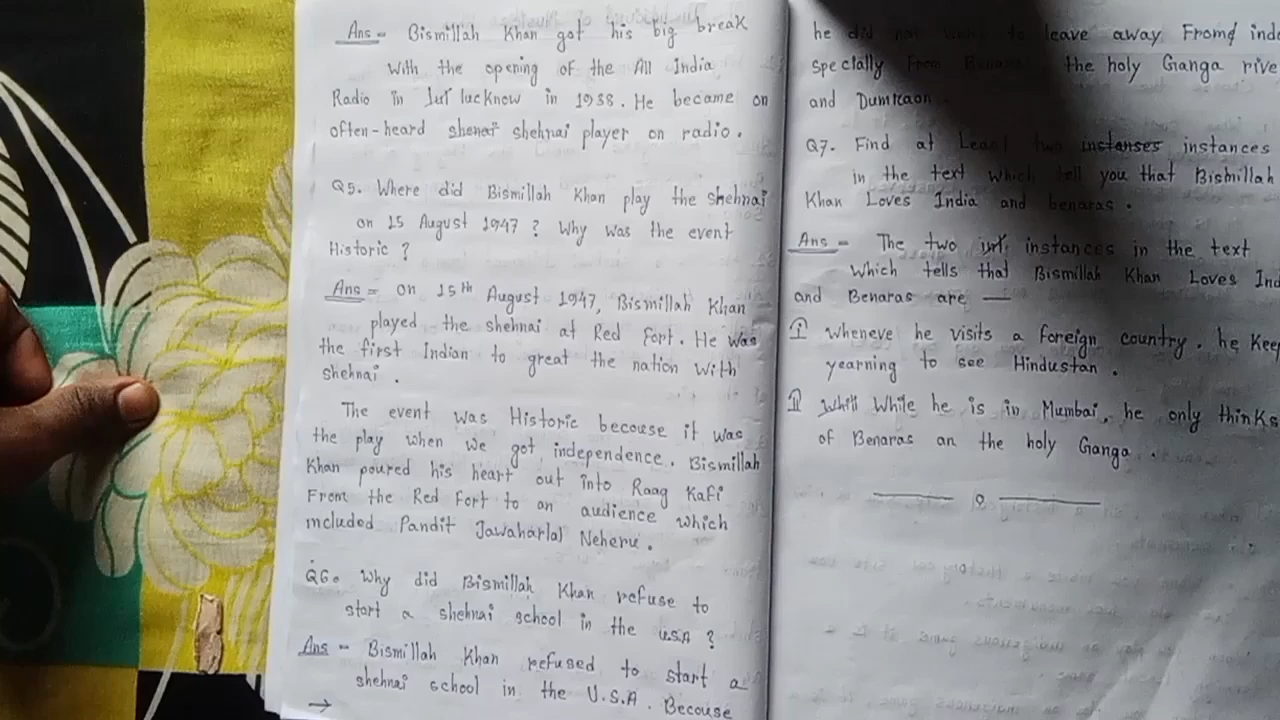 Ans - Bismillah Khan got his big break
With the opening of the All India
Radio in lucknow in 1938. He became on
often-heard shehnai player on radio.
Q5. Where did Bismillah Khan play the shehnai
on 15 August 1947 ? Why was the event
Historic ?
Ans - on 15th August 1947, Bismillah Khan
played the shehnai at Red Fort. He was
the first Indian to great the nation with
shehnai .
The event was Historic becouse it was
the play when we got independence. Bismillah
Khan poured his heart out into Raag Kafi
From the Red Fort to an audience which
included Pandit Jawaharlal Neheru .
Q6. Why did Bismillah Khan refuse to
start a shehnai school in the U.S.A ?
Ans - Bismillah Khan refused to start a
shehnai school in the U.S.A. Becouse
→
he did not to leave away From ind
specially From the holy Ganga rive
and Dumraon
Q7. Find at Least two instances
in the text which tell you that Bismillah
Khan Loves India and benaras .
Ans - The two instances in the text
Which tells that Bismillah Khan Loves Ind
and Benaras are —
I wheneve he visits a foreign country. he Keep
yearning to see Hindustan .
II While he is in Mumbai, he only thinks
of Benaras an the holy Ganga .